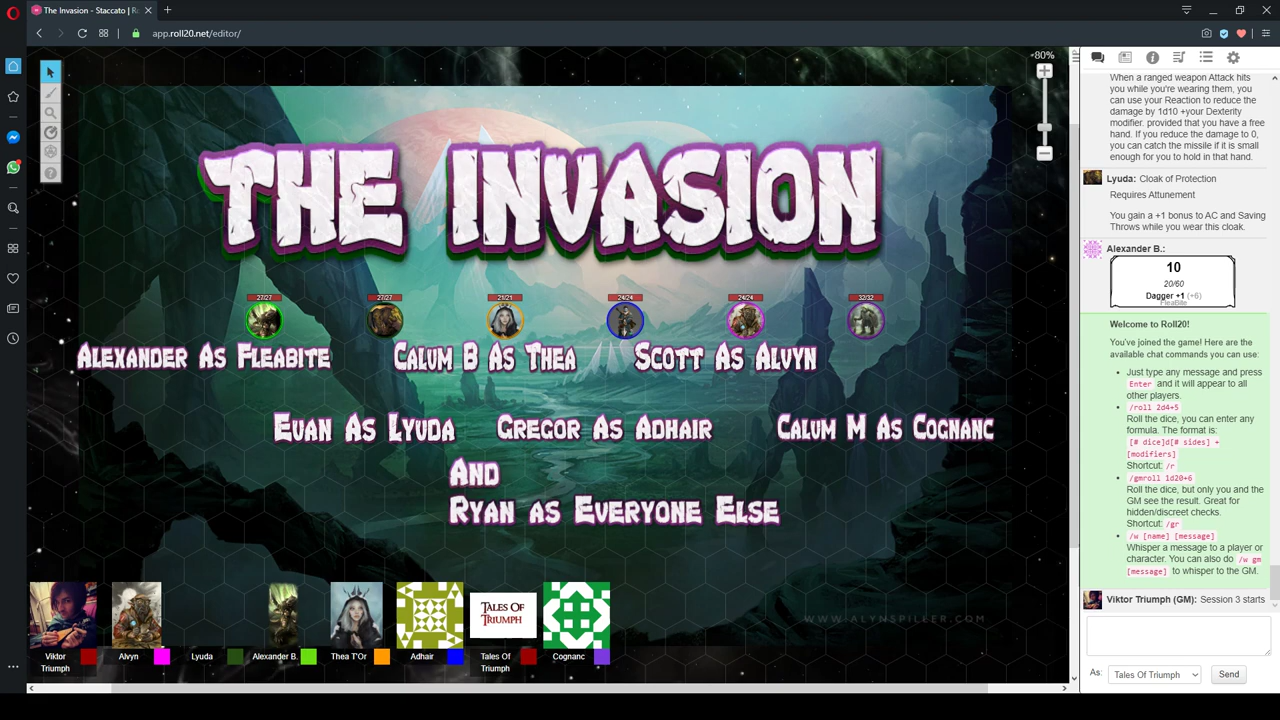 The Invasion - Staccato | Ro
app.roll20.net/editor/
80%
THE INVASION
27/27
27/27
21/21
24/24
24/24
32/32
Alexander As Fleabite
Calum B As Thea
Scott As Alvyn
Euan As Lyuda
Gregor As Adhair
Calum M As Cognanc
And
Ryan as Everyone Else
WWW.ALYNSPILLER.COM
TALES OF
TRIUMPH
Viktor
Triumph
Alvyn
Lyuda
Alexander B.
Thea T'Or
Adhair
Tales Of
Triumph
Cognanc
When a ranged weapon Attack hits
you while you're wearing them, you
can use your Reaction to reduce the
damage by 1d10 +your Dexterity
modifier. provided that you have a free
hand. If you reduce the damage to 0,
you can catch the missile if it is small
enough for you to hold in that hand.
Lyuda: Cloak of Protection
Requires Attunement
You gain a +1 bonus to AC and Saving
Throws while you wear this cloak.
Alexander B.:
10
20/60
Dagger +1 (+6)
FleaBite
Welcome to Roll20!
You've joined the game! Here are the
available chat commands you can use:
• Just type any message and press
Enter and it will appear to all
other players.
• /roll 2d4+5
Roll the dice, you can enter any
formula. The format is:
[# dice]d[# sides] +
[modifiers]
Shortcut: /r
• /gmroll 1d20+6
Roll the dice, but only you and the
GM see the result. Great for
hidden/discreet checks.
Shortcut: /gr
• /w [name] [message]
Whisper a message to a player or
character. You can also do /w gm
[message] to whisper to the GM.
Viktor Triumph (GM): Session 3 starts
As:
Tales Of Triumph
Send